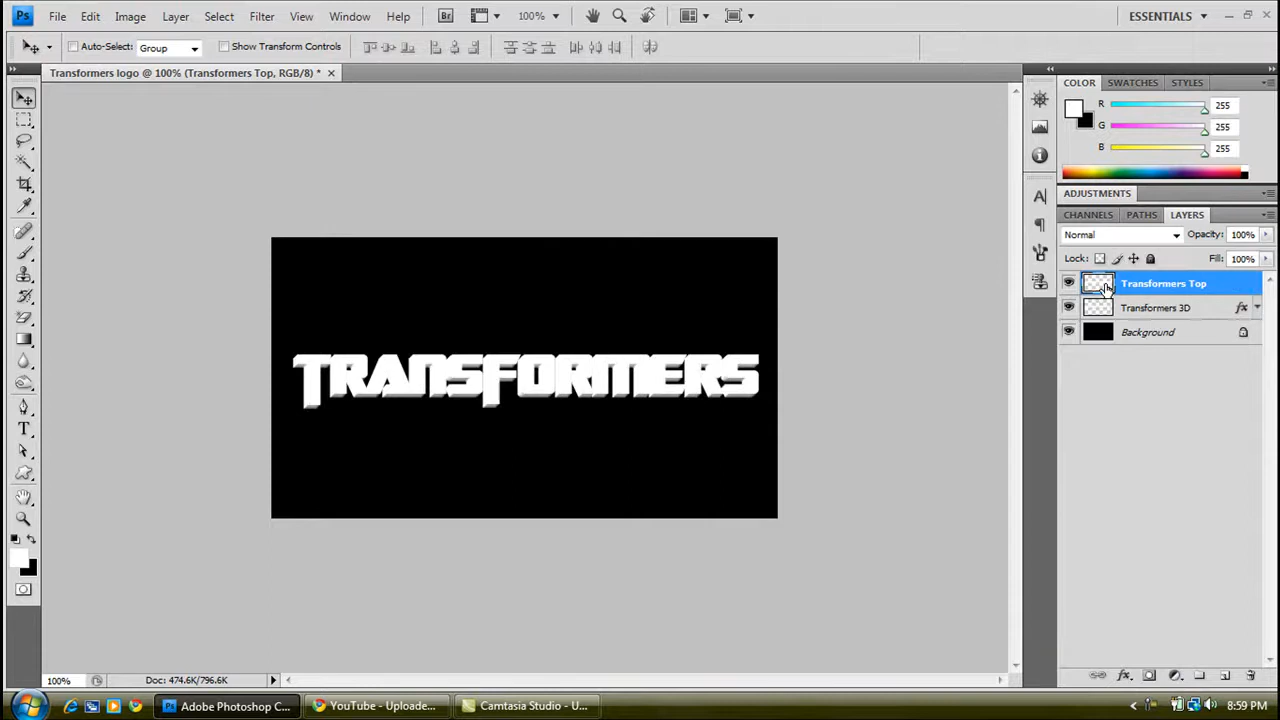 Ps File Edit Image Layer Select Filter View Window Help Br 100% ESSENTIALS
Auto-Select: Group Show Transform Controls
Transformers logo @ 100% (Transformers Top, RGB/8) *
COLOR SWATCHES STYLES
R 255
G 255
B 255
ADJUSTMENTS
CHANNELS PATHS LAYERS
Normal Opacity: 100%
Lock: Fill: 100%
Transformers Top
Transformers 3D fx
Background
TRANSFORMERS
100% Doc: 474.6K/796.6K
Adobe Photoshop C... YouTube - Uploade... Camtasia Studio - U... 8:59 PM